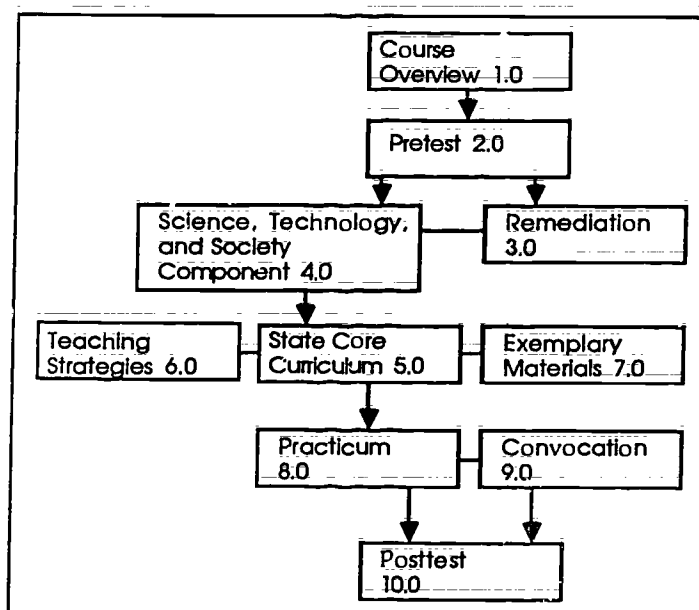 Course
Overview 1.0
Pretest 2.0
Science, Technology,
and Society
Component 4.0
Remediation
3.0
Teaching
Strategies 6.0
State Core
Curriculum 5.0
Exemplary
Materials 7.0
Practicum
8.0
Convocation
9.0
Posttest
10.0